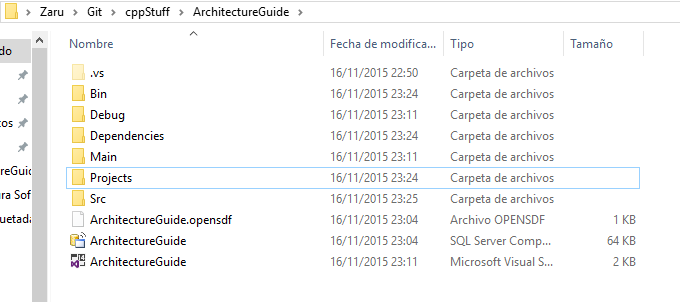 Zaru > Git > cppStuff > ArchitectureGuide >
Nombre Fecha de modifica... Tipo Tamaño
do
.vs 16/11/2015 22:50 Carpeta de archivos
Bin 16/11/2015 23:24 Carpeta de archivos
Debug 16/11/2015 23:11 Carpeta de archivos
tos
Dependencies 16/11/2015 23:24 Carpeta de archivos
Main 16/11/2015 23:11 Carpeta de archivos
reGuid
Projects 16/11/2015 23:24 Carpeta de archivos
ra Sof
Src 16/11/2015 23:25 Carpeta de archivos
quetada
ArchitectureGuide.opensdf 16/11/2015 23:04 Archivo OPENSDF 1 KB
ArchitectureGuide 16/11/2015 23:04 SQL Server Comp... 64 KB
ArchitectureGuide 16/11/2015 23:11 Microsoft Visual S... 2 KB